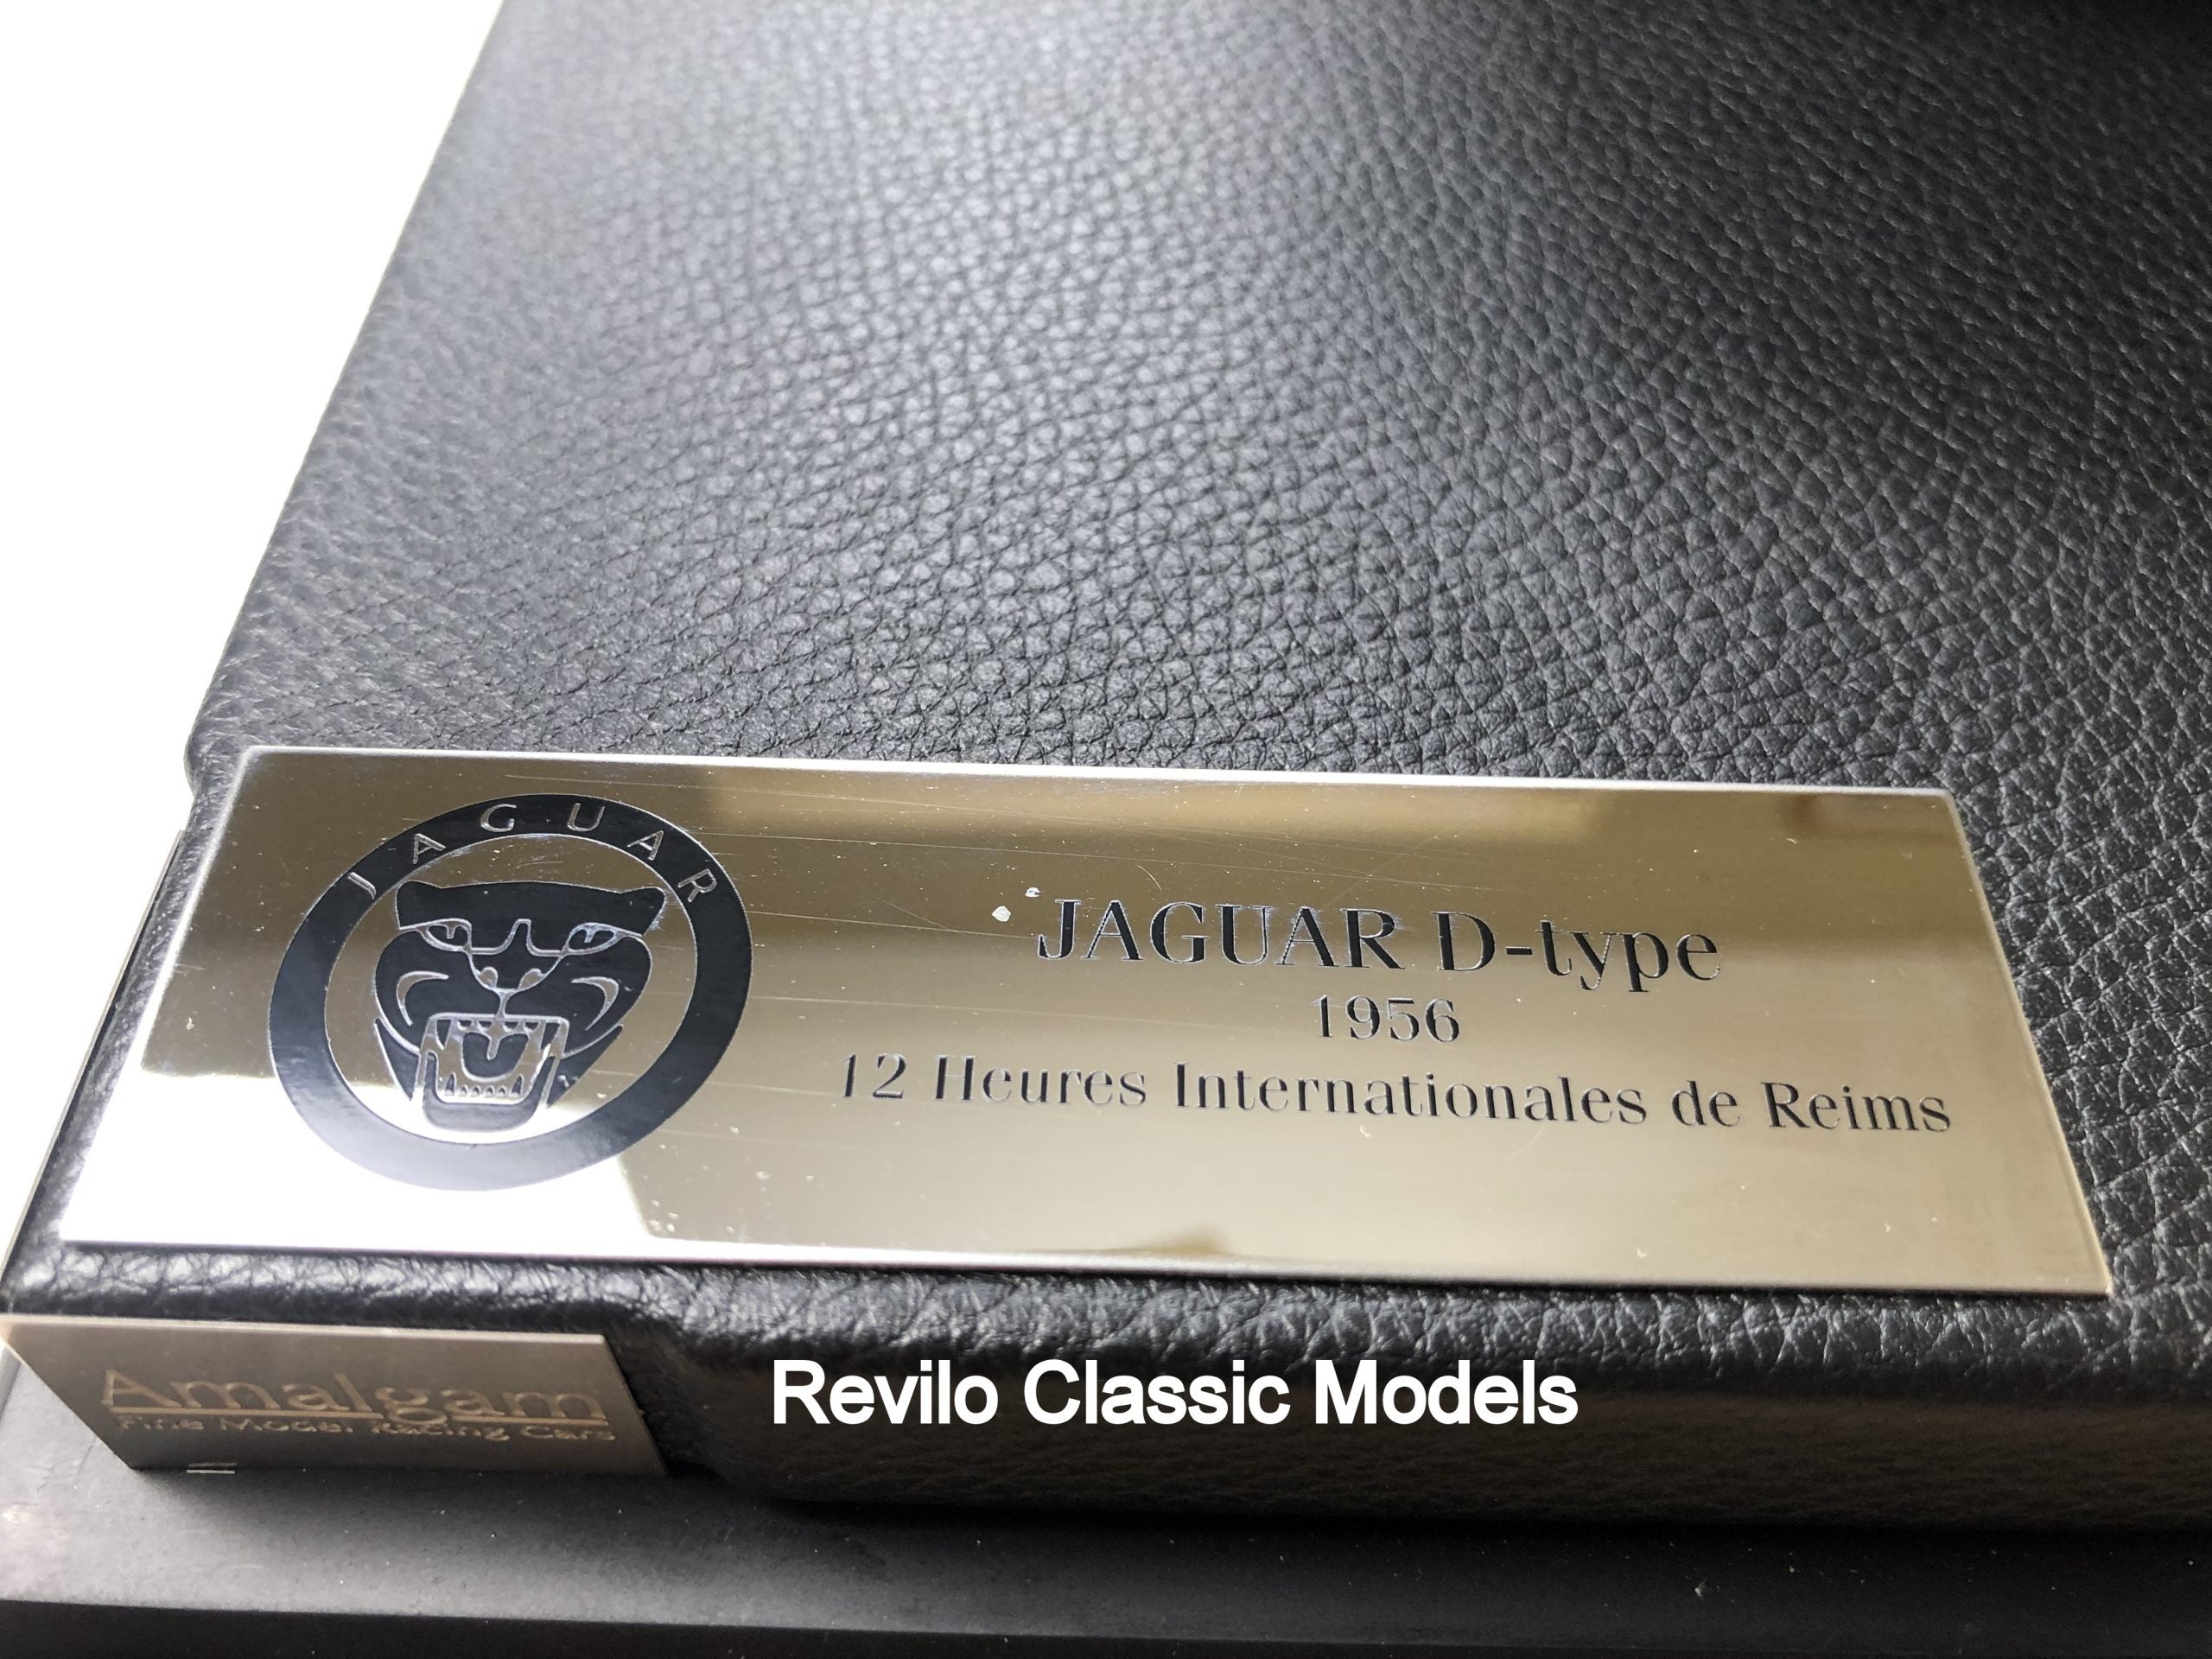 JAGUAR
JAGUAR D-type
1956
12 Heures Internationales de Reims
Amalgam
Fine Model Racing Cars
Revilo Classic Models